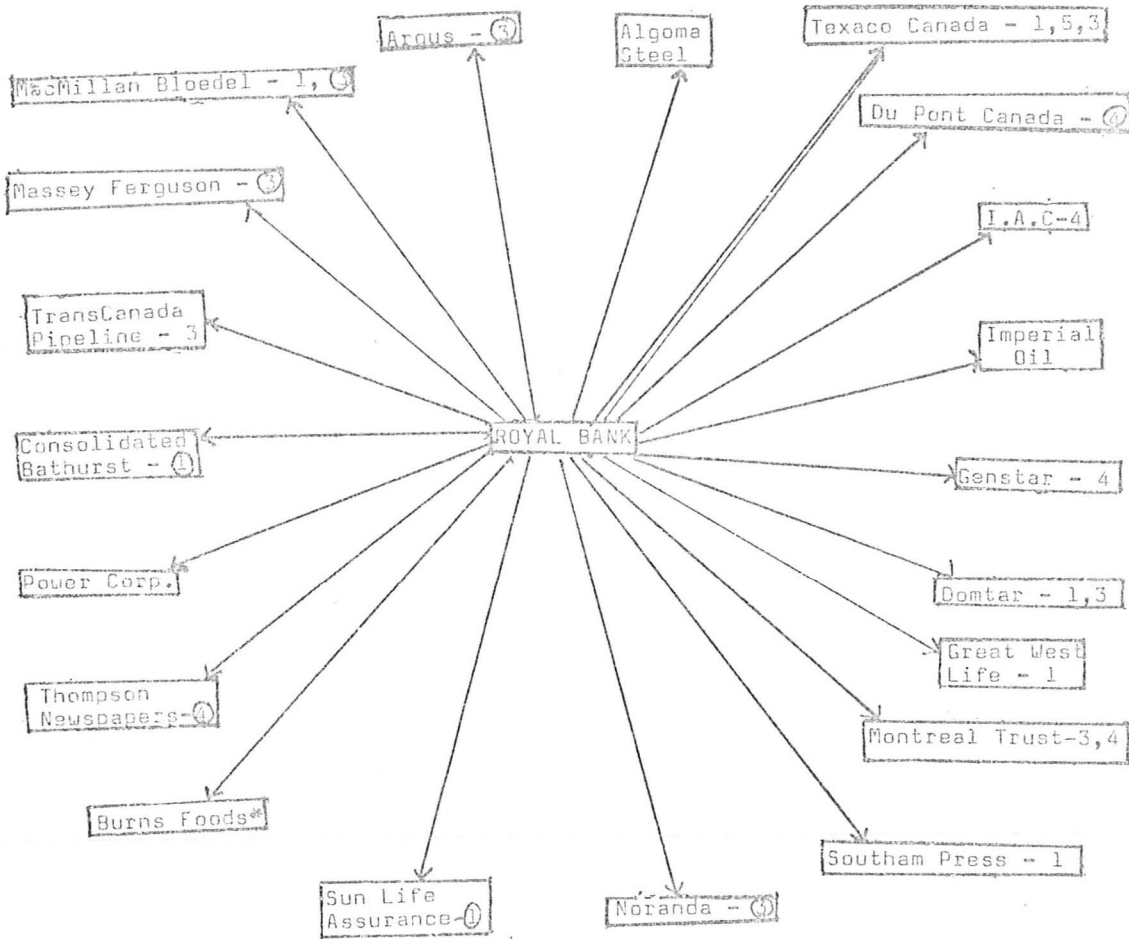 Argus - ③
Algoma
Steel
Texaco Canada - 1,5,3
MacMillan Bloedel - 1, ③
Du Pont Canada - ④
Massey Ferguson - ③
I.A.C-4
TransCanada
Pipeline - 3
Imperial
Oil
ROYAL BANK
Consolidated
Bathurst - ①
Genstar - 4
Power Corp.
Domtar - 1,3
Great West
Life - 1
Thompson
Newspapers-④
Montreal Trust-3,4
Burns Foods*
Southam Press - 1
Sun Life
Assurance-①
Noranda - ③